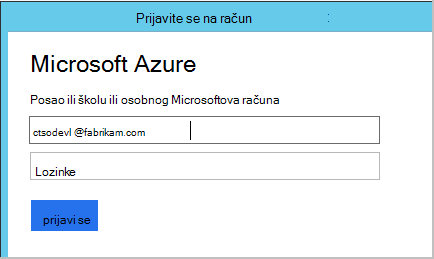 Prijavite se na račun
Microsoft Azure
Posao ili školu ili osobnog Microsoftova računa
ctsodevl @fabrikam.com
Lozinke
prijavi se